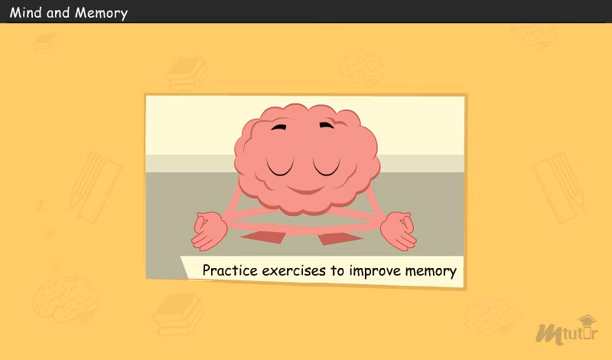 Mind and Memory
Practice exercises to improve memory
Mtutor